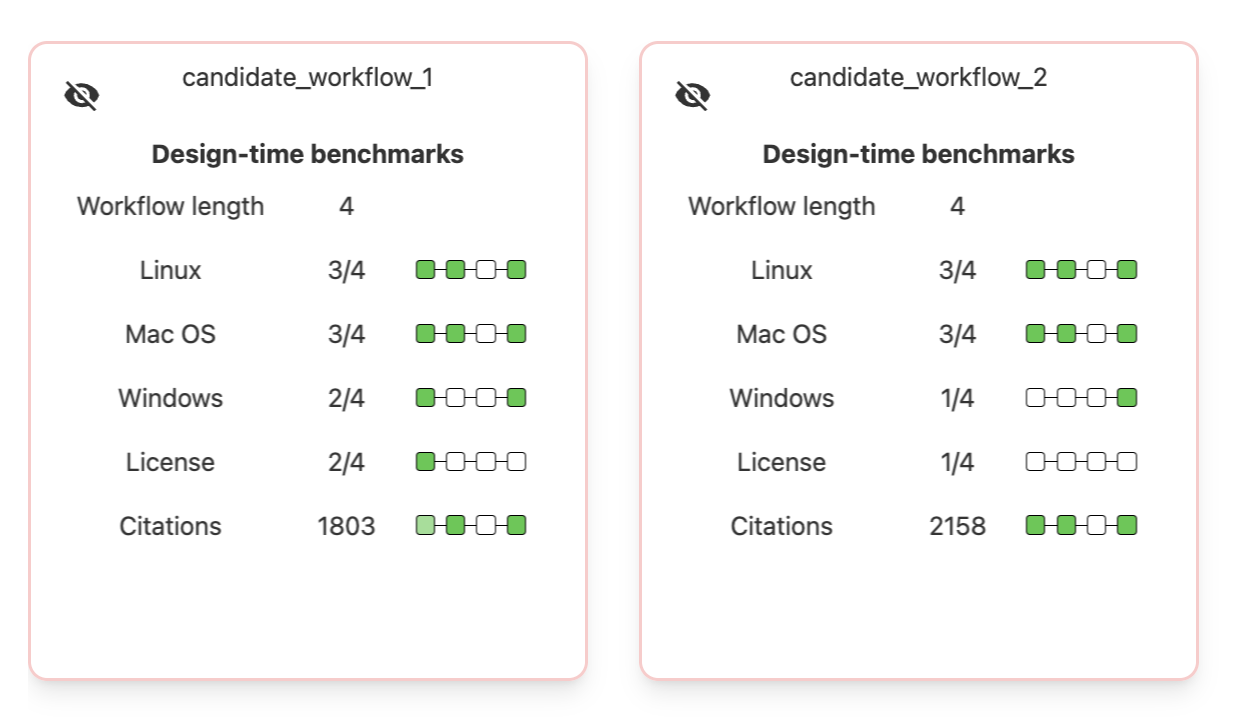 candidate_workflow_1
Design-time benchmarks
Workflow length 4
Linux 3/4
Mac OS 3/4
Windows 2/4
License 2/4
Citations 1803
candidate_workflow_2
Design-time benchmarks
Workflow length 4
Linux 3/4
Mac OS 3/4
Windows 1/4
License 1/4
Citations 2158